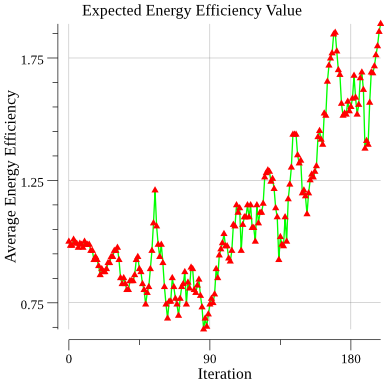 Expected Energy Efficiency Value
Average Energy Efficiency
1.75
1.25
0.75
0 90 180
Iteration